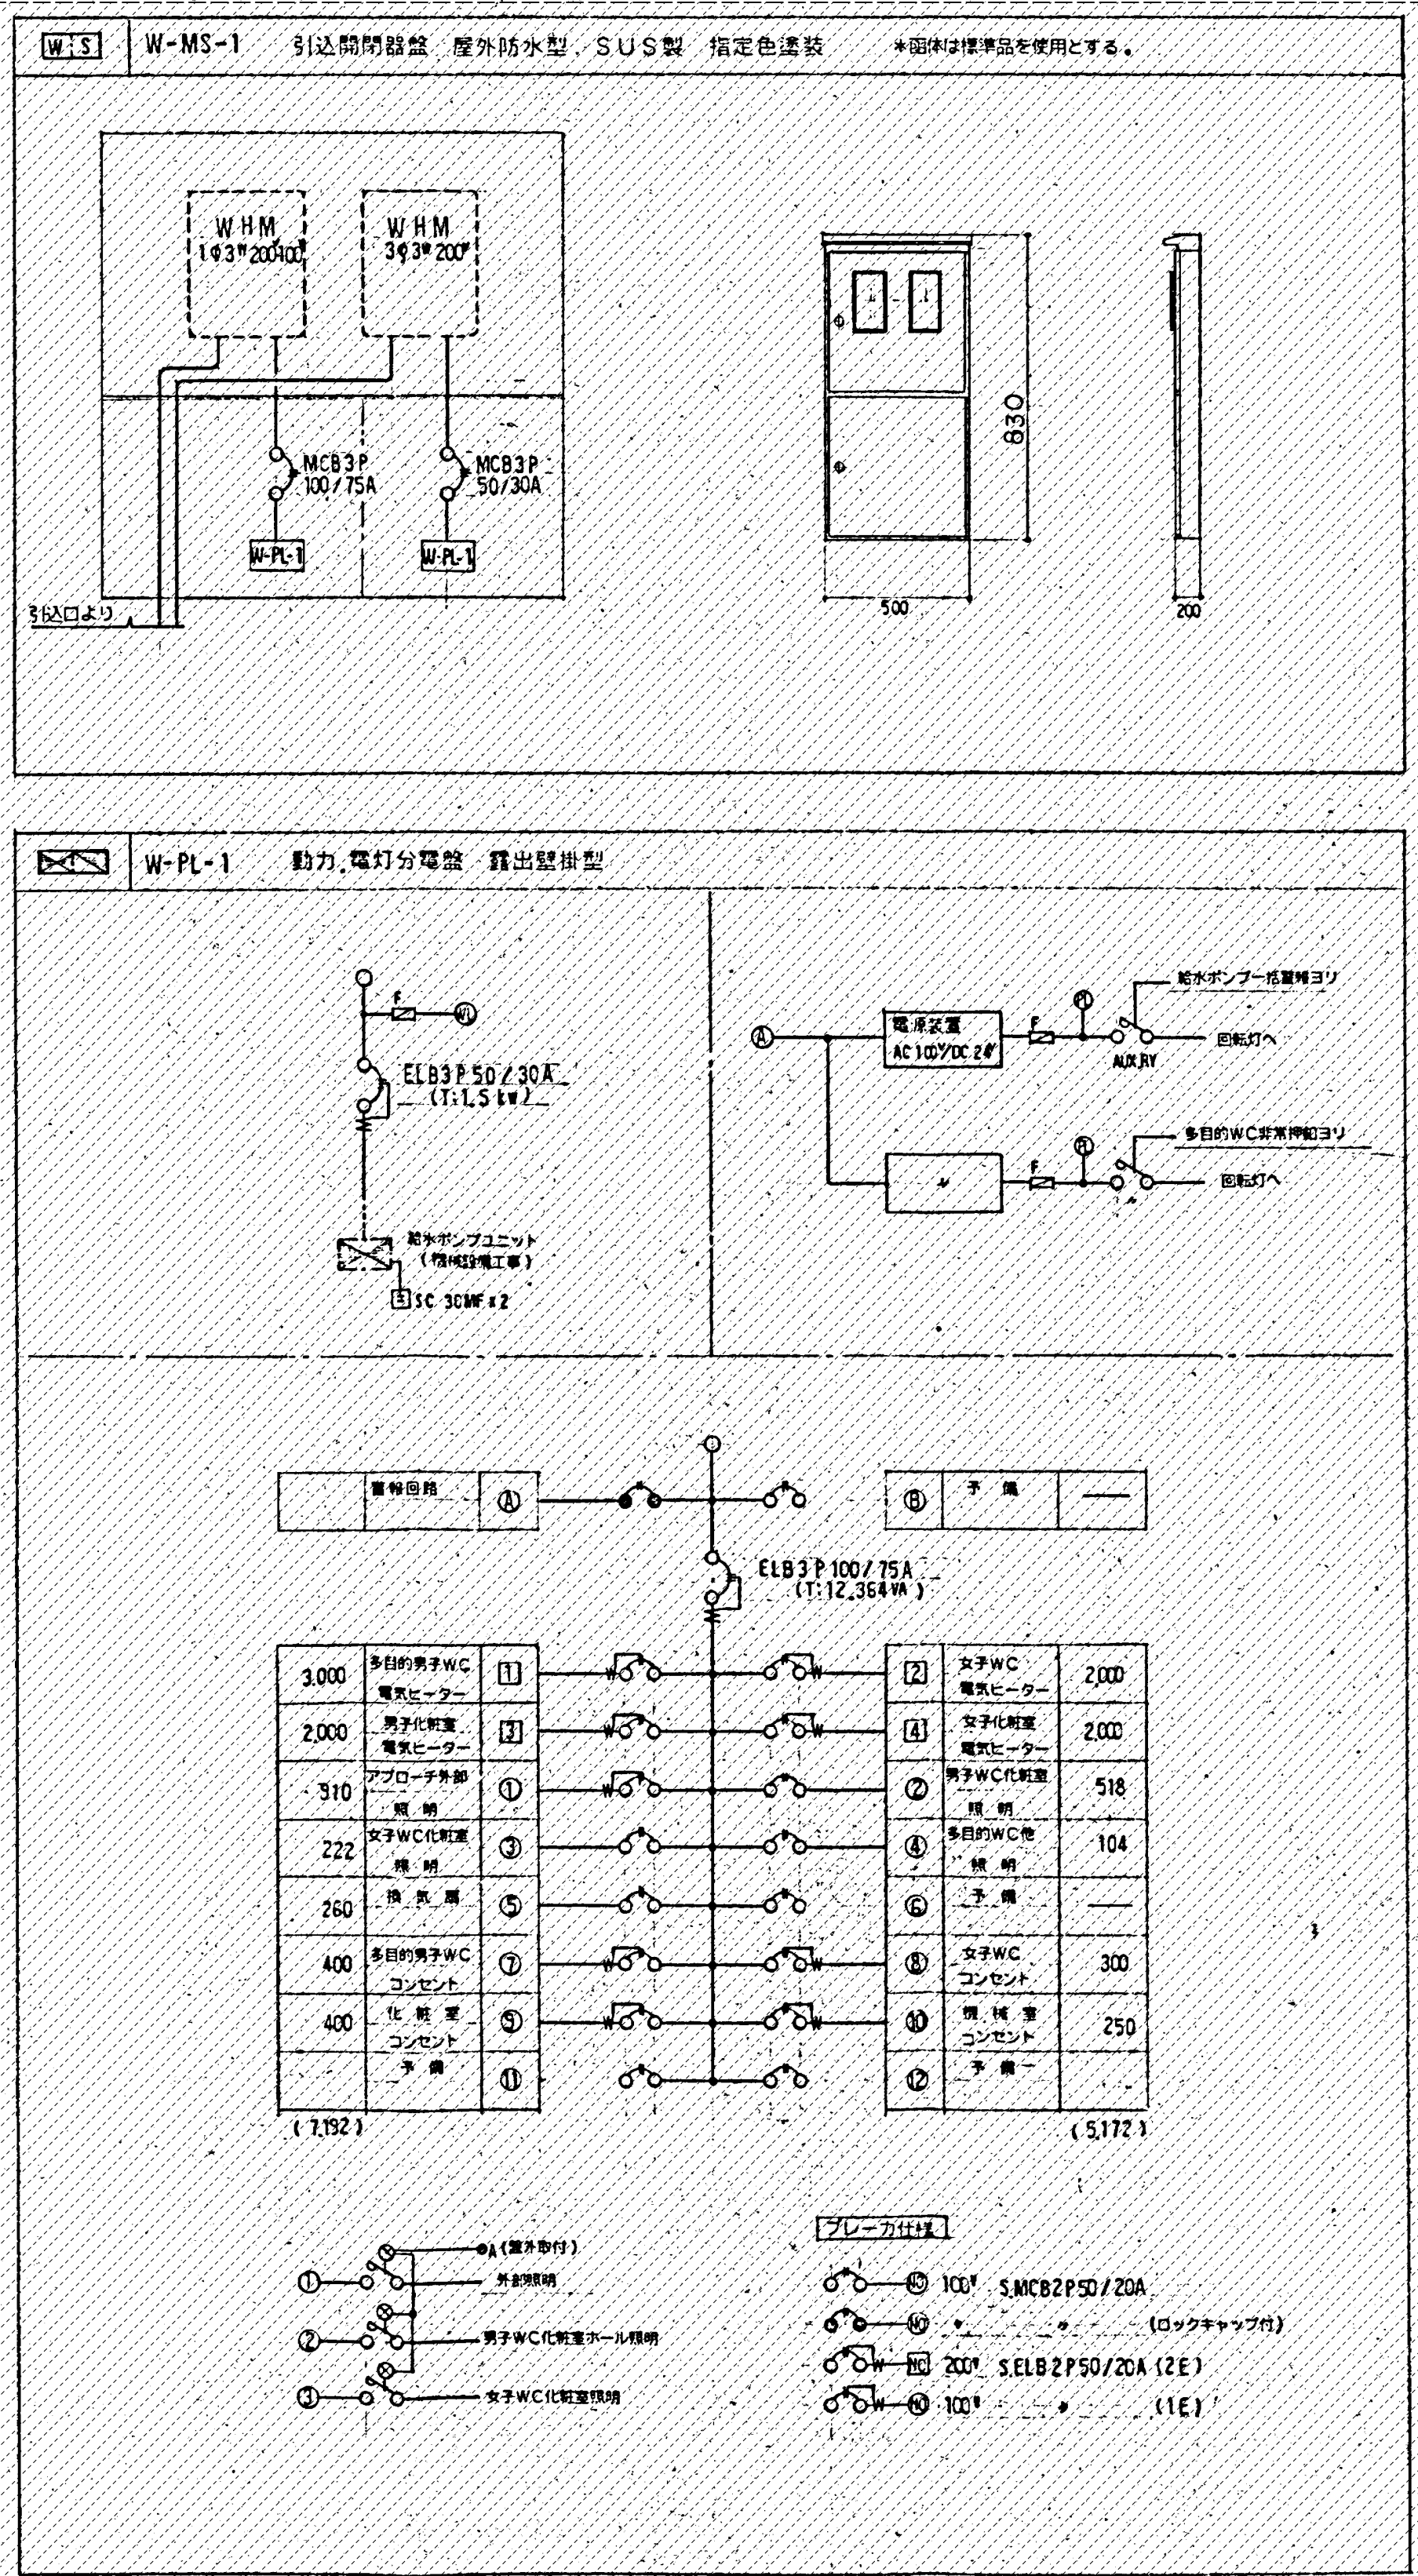 W S W-MS-1 引込開閉器盤 屋外防水型、SUS製 指定色塗装 *函体は標準品を使用とする。
WHM
1φ3W 200/100V
WHM
3φ3W 200V
MCB3P
100/75A
MCB3P
50/30A
W-PL-1
W-PL-1
引込口より
830
500
200
W-PL-1 動力.電灯分電盤 露出壁掛型
F
WL
ELB3P 50/30A
(T:1.5kW)
給水ポンプユニット
(機械設備工事)
SC 30MF×2
A
電源装置
AC100V/DC24V
F
PL
給水ポンプ一括警報ヨリ
AUX.RY
回転灯へ
〃
F
PL
多目的WC非常押釦ヨリ
〃
回転灯へ
警報回路 A
B 予備 ——
ELB3P 100/75A
(T:12.364VA)
3.000 多目的男子WC 電気ヒーター 1
2 女子WC 電気ヒーター 2,000
2.000 男子化粧室 電気ヒーター 3
4 女子化粧室 電気ヒーター 2,000
910 アプローチ外部 照明 ①
② 男子WC化粧室 照明 518
222 女子WC化粧室 照明 ③
④ 多目的WC他 照明 104
260 換気扇 ⑤
⑥ 予備 ——
400 多目的男子WC コンセント ⑦
⑧ 女子WC コンセント 300
400 化粧室 コンセント ⑨
⑩ 機械室 コンセント 250
予備 ⑪
⑫ 予備
(7.192)
(5,172)
A(盤外取付)
① 外部照明
② 男子WC化粧室ホール照明
③ 女子WC化粧室照明
ブレーカ仕様
NO 100V S.MCB2P50/20A
NO 〃 〃 (ロックキャップ付)
NO 200V S.ELB2P50/20A (2E)
NO 100V 〃 (1E)